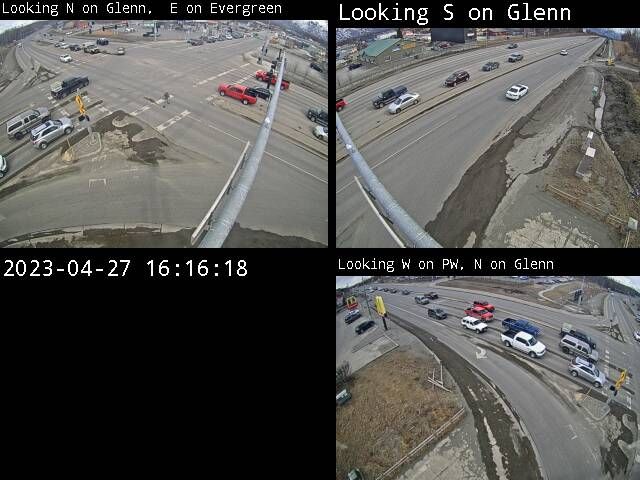 Looking N on Glenn, E on Evergreen
Looking S on Glenn
2023-04-27 16:16:18
Looking W on PW, N on Glenn